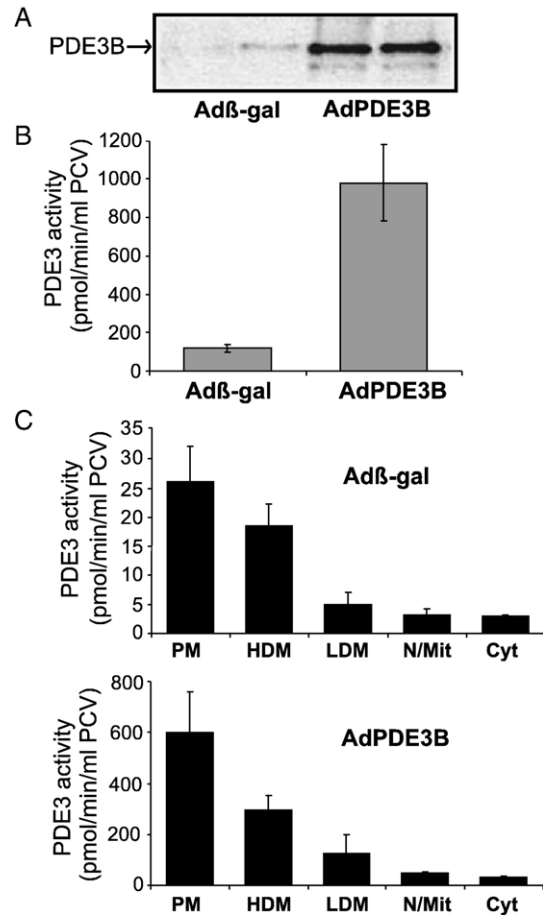 A
PDE3B→
Adß-gal AdPDE3B
B
PDE3 activity
(pmol/min/ml PCV)
1200
1000
800
600
400
200
0
Adß-gal AdPDE3B
C
PDE3 activity
(pmol/min/ml PCV)
35
30
25
20
15
10
5
0
Adß-gal
PM HDM LDM N/Mit Cyt
PDE3 activity
(pmol/min/ml PCV)
800
600
400
200
0
AdPDE3B
PM HDM LDM N/Mit Cyt